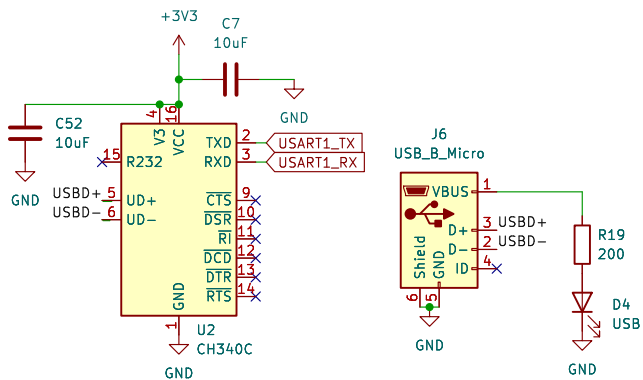 +3V3
C7
10uF
GND
C52
10uF
GND
4
16
V3
VCC
15
R232
TXD
2
USART1_TX
RXD
3
USART1_RX
USBD+
5
UD+
USBD-
6
UD-
CTS
9
DSR
10
RI
11
DCD
12
DTR
13
RTS
14
GND
1
U2
CH340C
GND
J6
USB_B_Micro
VBUS
1
D+
3
USBD+
D-
2
USBD-
ID
4
Shield
GND
6
5
GND
R19
200
D4
USB
GND